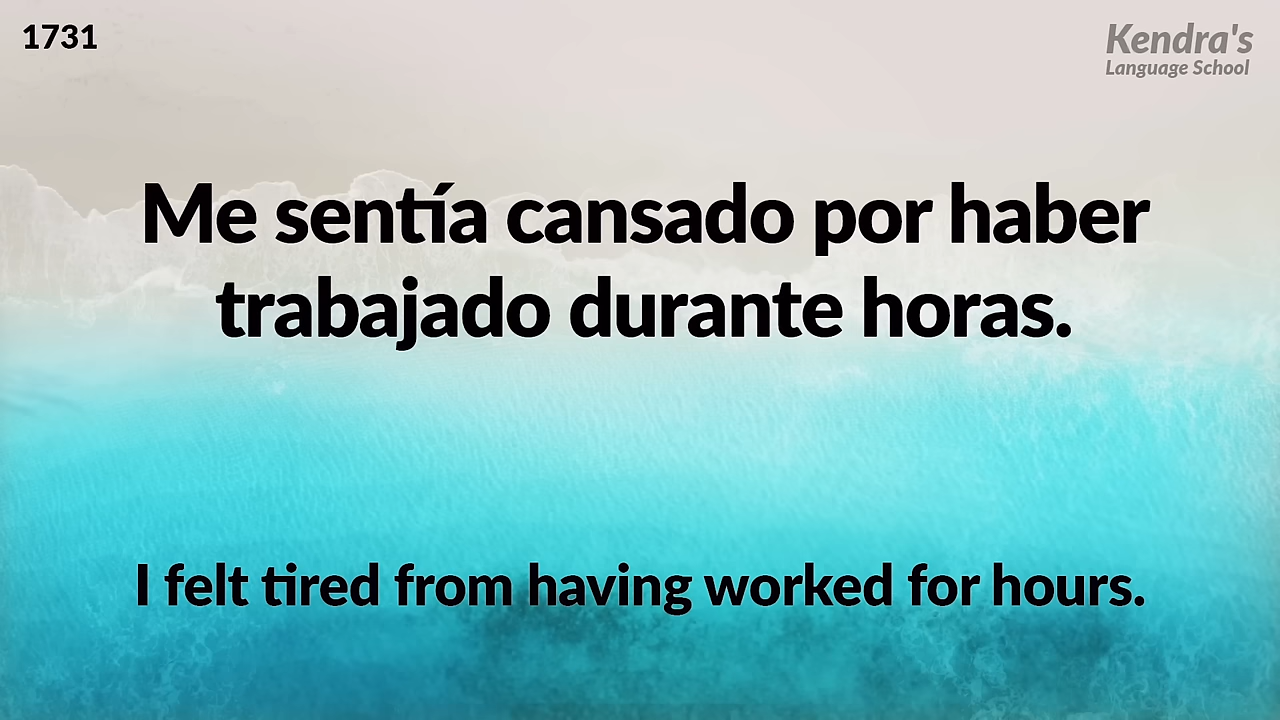 1731
Kendra's
Language School
Me sentía cansado por haber
trabajado durante horas.
I felt tired from having worked for hours.